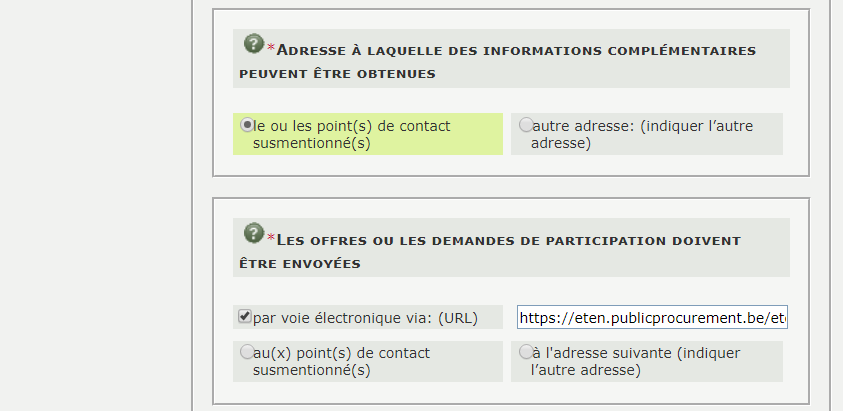 *Adresse à laquelle des informations complémentaires
peuvent être obtenues
le ou les point(s) de contact
susmentionné(s)
autre adresse: (indiquer l’autre
adresse)
*Les offres ou les demandes de participation doivent
être envoyées
par voie électronique via: (URL)
https://eten.publicprocurement.be/ete
au(x) point(s) de contact
susmentionné(s)
à l'adresse suivante (indiquer
l’autre adresse)